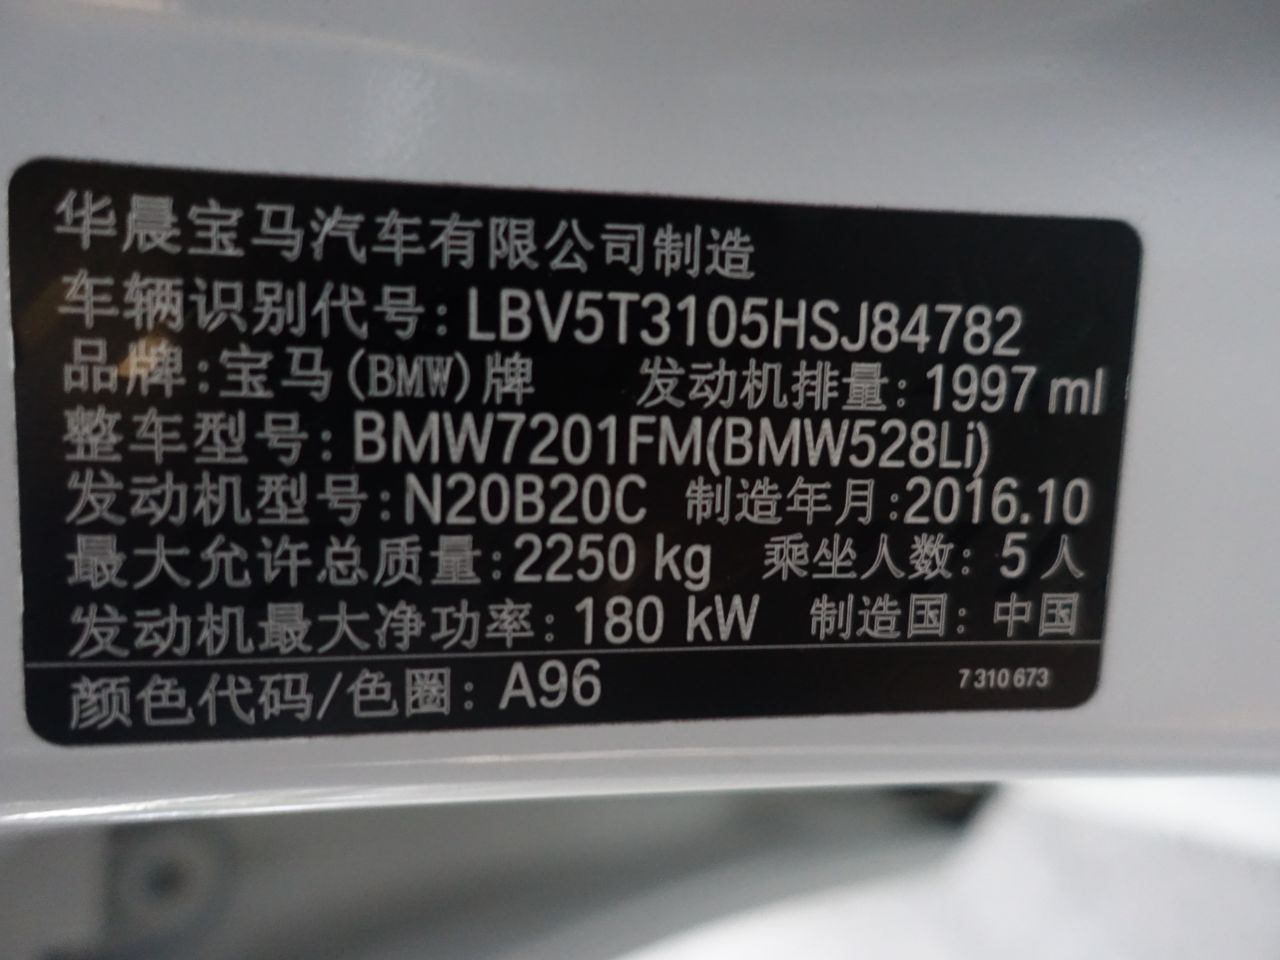 华晨宝马汽车有限公司制造
车辆识别代号: LBV5T3105HSJ84782
品牌:宝马(BMW)牌 发动机排量: 1997 ml
整车型号: BMW7201FM(BMW528Li)
发动机型号: N20B20C 制造年月:2016.10
最大允许总质量:2250 kg 乘坐人数: 5人
发动机最大净功率: 180 kW 制造国: 中国
颜色代码/色圈: A96 7 310 673